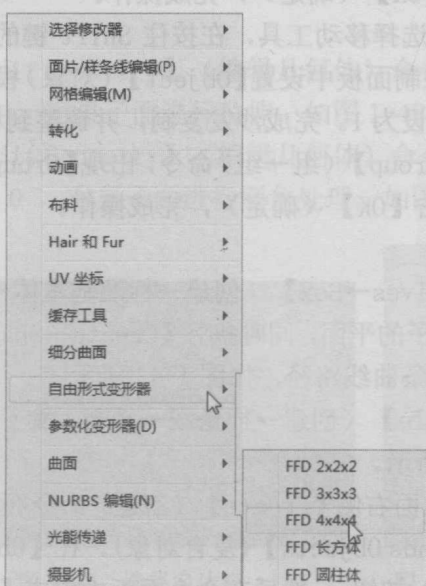 选择修改器
面片/样条线编辑(P)
网格编辑(M)
转化
动画
布料
Hair 和 Fur
UV 坐标
缓存工具
细分曲面
自由形式变形器
参数化变形器(D)
曲面
NURBS 编辑(N)
光能传递
摄影机
FFD 2x2x2
FFD 3x3x3
FFD 4x4x4
FFD 长方体
FFD 圆柱体